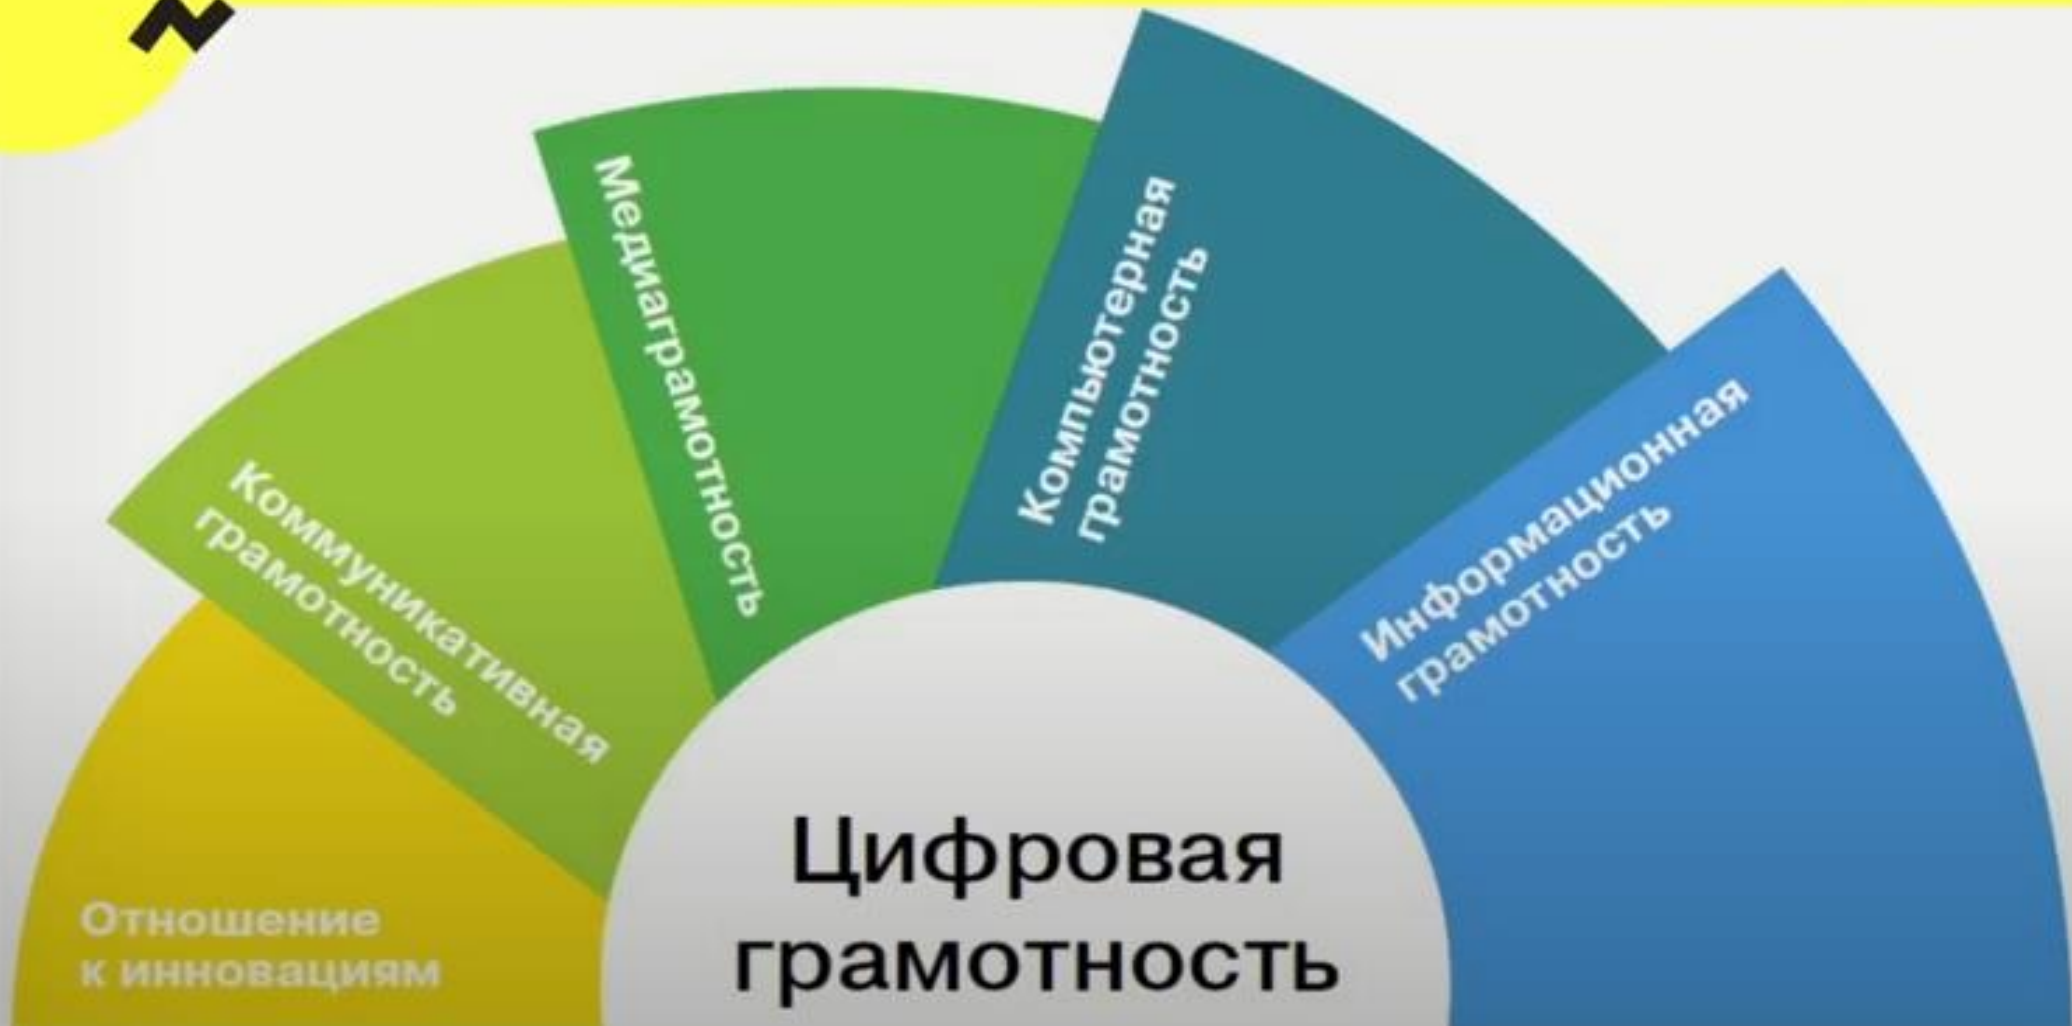 Отношение
к инновациям
Коммуникативная
грамотность
Медиаграмотность
Компьютерная
грамотность
Информационная
грамотность
Цифровая
грамотность